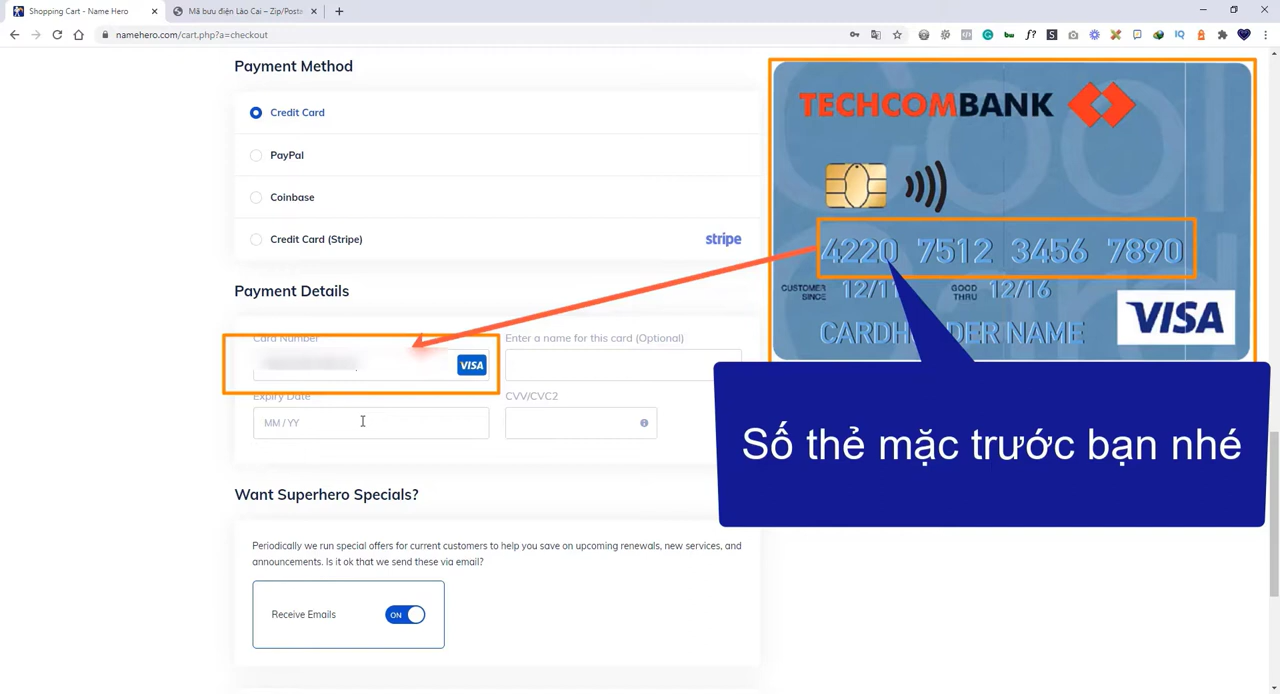 Shopping Cart - Name Hero
Mã bưu điện Lào Cai – Zip/Posta
namehero.com/cart.php?a=checkout
Payment Method
Credit Card
PayPal
Coinbase
Credit Card (Stripe)
stripe
Payment Details
Card Number
Enter a name for this card (Optional)
VISA
Expiry Date
CVV/CVC2
MM / YY
Want Superhero Specials?
Periodically we run special offers for current customers to help you save on upcoming renewals, new services, and
announcements. Is it ok that we send these via email?
Receive Emails
ON
TECHCOMBANK
4220 7512 3456 7890
CUSTOMER SINCE 12/11 GOOD THRU 12/16
CARDHOLDER NAME
VISA
Số thẻ mặc trước bạn nhé